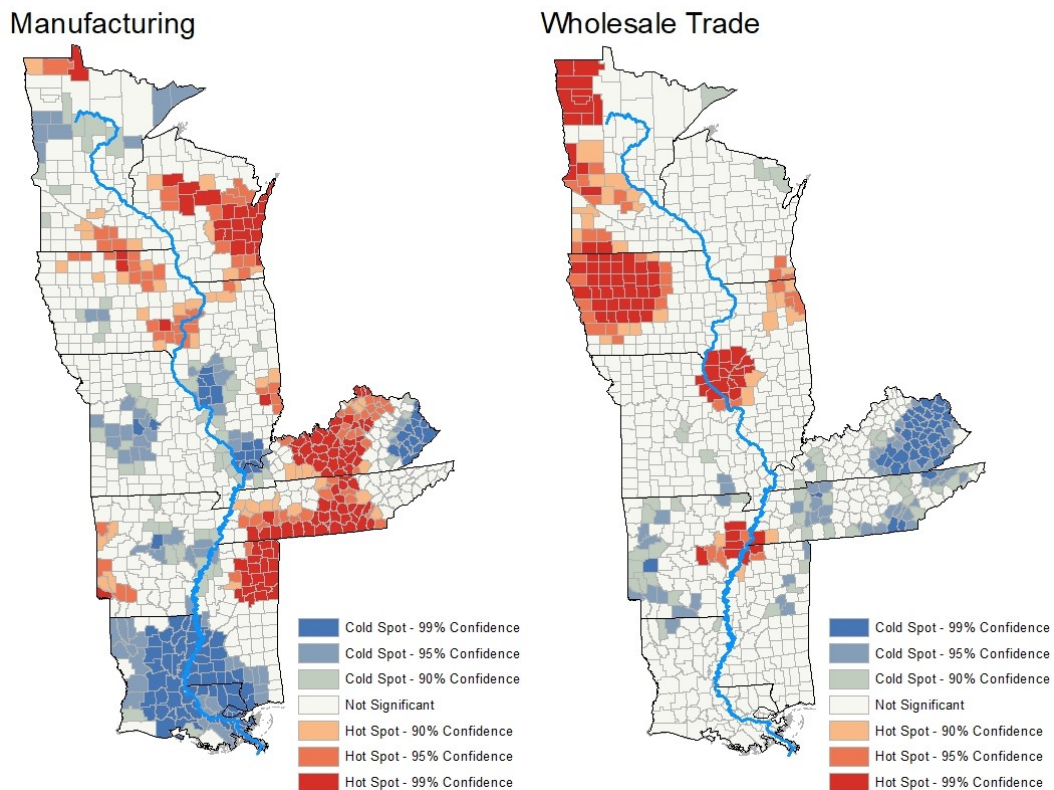 Manufacturing
Wholesale Trade
Cold Spot - 99% Confidence
Cold Spot - 95% Confidence
Cold Spot - 90% Confidence
Not Significant
Hot Spot - 90% Confidence
Hot Spot - 95% Confidence
Hot Spot - 99% Confidence
Cold Spot - 99% Confidence
Cold Spot - 95% Confidence
Cold Spot - 90% Confidence
Not Significant
Hot Spot - 90% Confidence
Hot Spot - 95% Confidence
Hot Spot - 99% Confidence